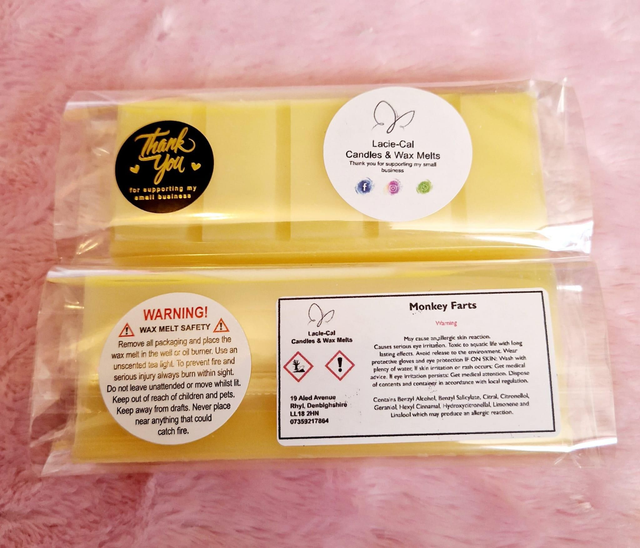 Thank
You
for supporting my
small business
Lacie-Cal
Candles & Wax Melts
Thank you for supporting my small
business
WARNING!
WAX MELT SAFETY
Remove all packaging and place the
wax melt in the well or oil burner. Use an
unscented tea light. To prevent fire and
serious injury always burn within sight.
Do not leave unattended or move whilst lit.
Keep out of reach of children and pets.
Keep away from drafts. Never place
near anything that could
catch fire.
Lacie-Cal
Candles & Wax Melts
19 Aled Avenue
Rhyl, Denbighshire
LL18 2HN
07359217864
Monkey Farts
Warning
May cause an allergic skin reaction.
Causes serious eye irritation. Toxic to aquatic life with long
lasting effects. Avoid release to the environment. Wear
protective gloves and eye protection IF ON SKIN: Wash with
plenty of water. If skin irritation or rash occurs: Get medical
advice. If eye irritation persists: Get medical attention. Dispose
of contents and container in accordance with local regulation.
Contains Benzyl Alcohol, Benzyl Salicylate, Citral, Citronellol,
Geraniol, Hexyl Cinnamal, Hydroxycitronellal, Limonene and
Linalool which may produce an allergic reaction.